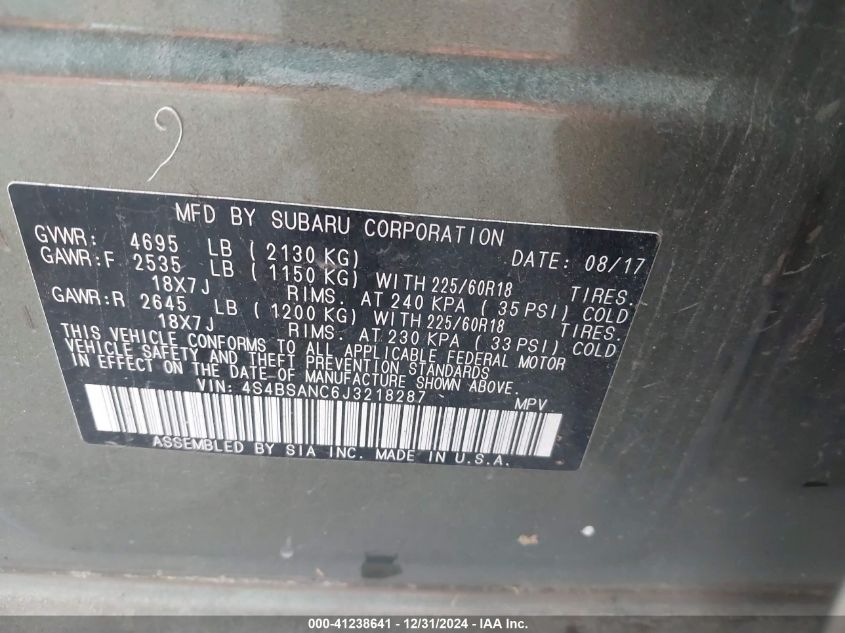 MFD BY SUBARU CORPORATION
GVWR: 4695 LB ( 2130 KG) DATE: 08/17
GAWR:F 2535 LB ( 1150 KG) WITH 225/60R18 TIRES.
18X7J RIMS. AT 240 KPA ( 35 PSI) COLD
GAWR:R 2645 LB ( 1200 KG) WITH 225/60R18 TIRES.
18X7J RIMS. AT 230 KPA ( 33 PSI) COLD
THIS VEHICLE CONFORMS TO ALL APPLICABLE FEDERAL MOTOR
VEHICLE SAFETY AND THEFT PREVENTION STANDARDS
IN EFFECT ON THE DATE OF MANUFACTURE SHOWN ABOVE.
VIN: 4S4BSANC6J3218287 MPV
ASSEMBLED BY SIA INC. MADE IN U.S.A.
000-41238641 - 12/31/2024 - IAA Inc.